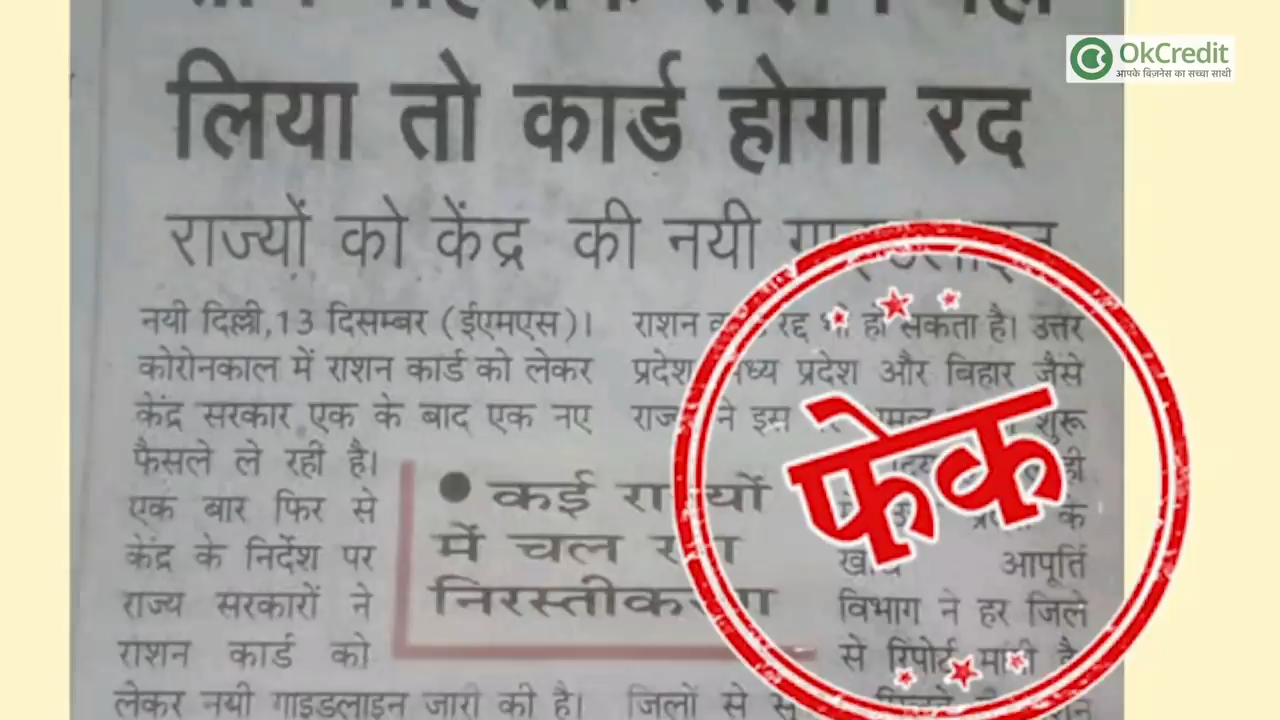 OkCredit
आपके बिज़नेस का सच्चा साथी
लिया तो कार्ड होगा रद
राज्यों को केंद्र की नयी
नयी दिल्ली,13 दिसम्बर (ईएमएस)।
कोरोनकाल में राशन कार्ड को लेकर
केंद्र सरकार एक के बाद एक नए
फैसले ले रही है।
एक बार फिर से
केंद्र के निर्देश पर
राज्य सरकारों ने
राशन कार्ड को
लेकर नयी गाइडलाइन जारी की है।
● कई राज्यों
में चल
राशन रद्द हो सकता है। उत्तर
प्रदेश मध्य प्रदेश और बिहार जैसे
ने इस शुरू
के
आपूर्ति
विभाग ने हर जिले
से रिपोर्ट मांगी है
जिलों से
फेक